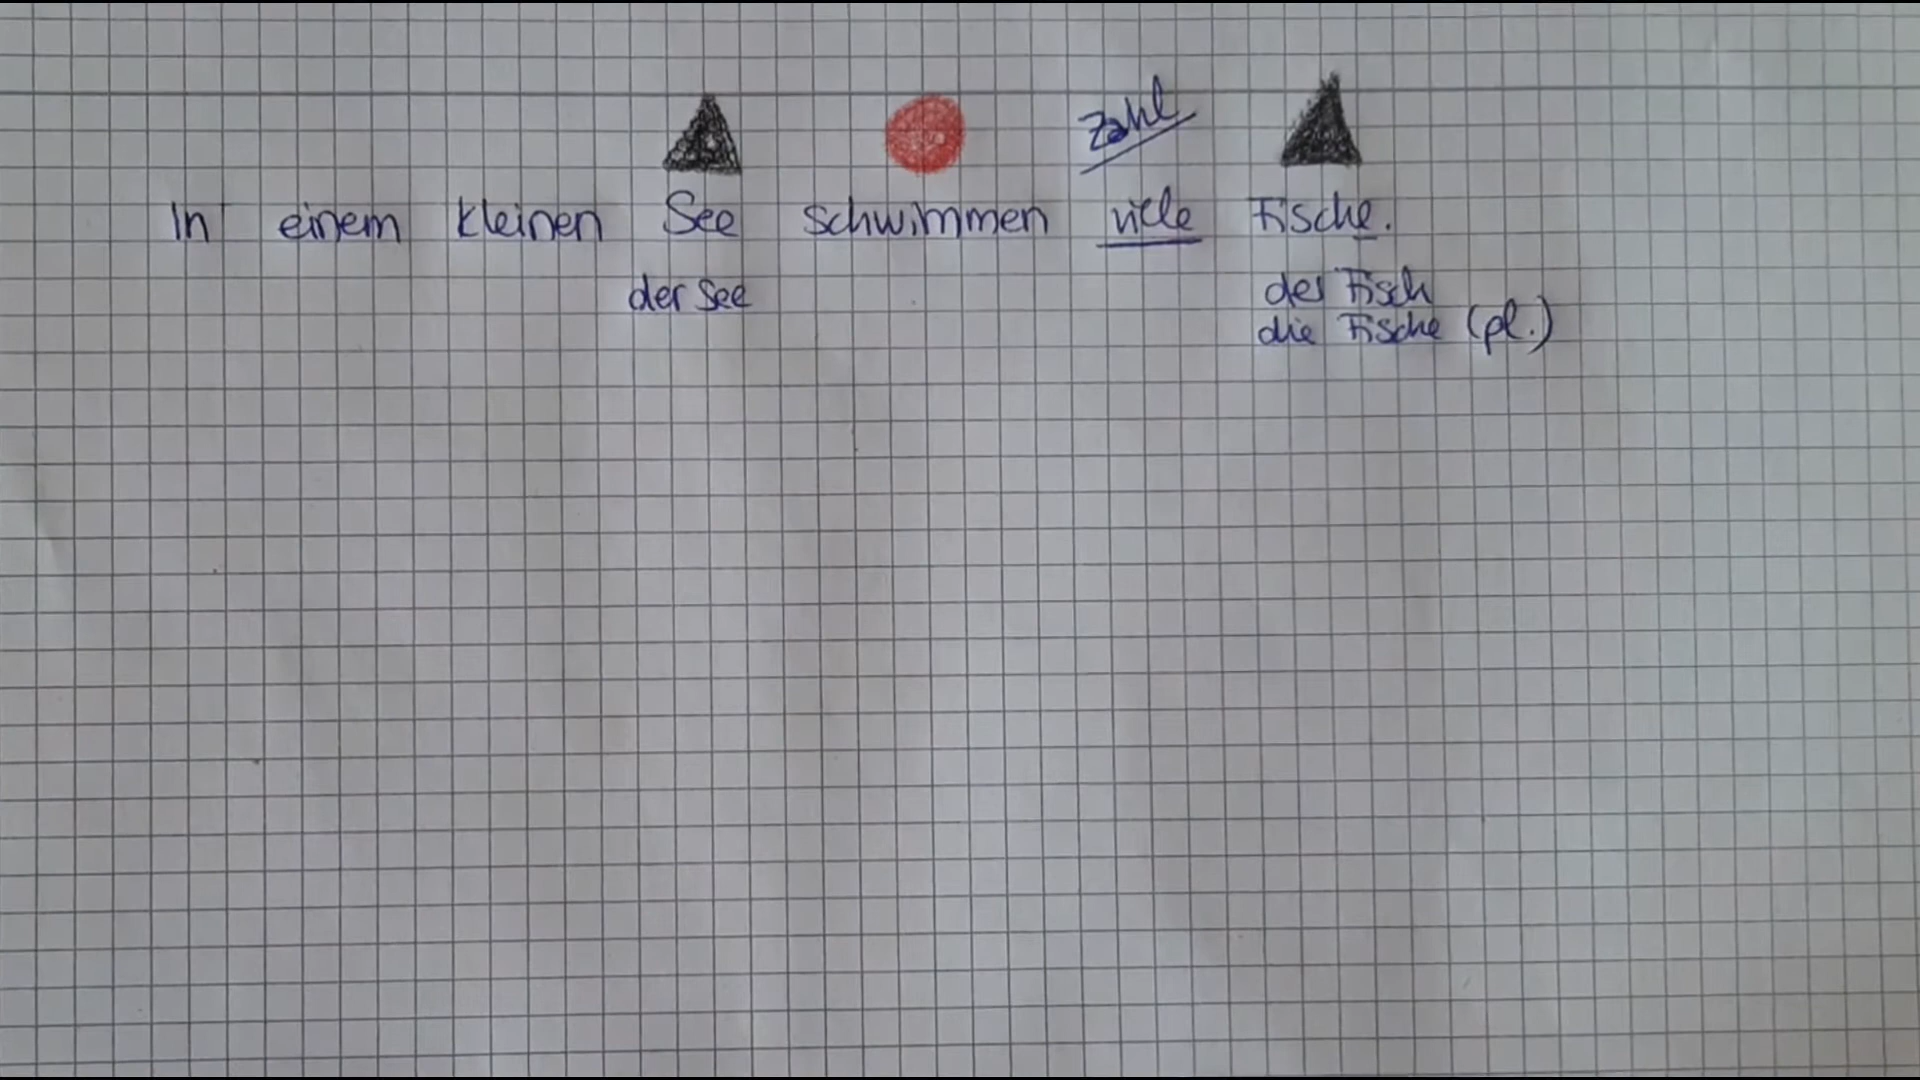 Zahl
In einem kleinen See schwimmen viele Fische.
der See
der Fisch
die Fische (pl.)